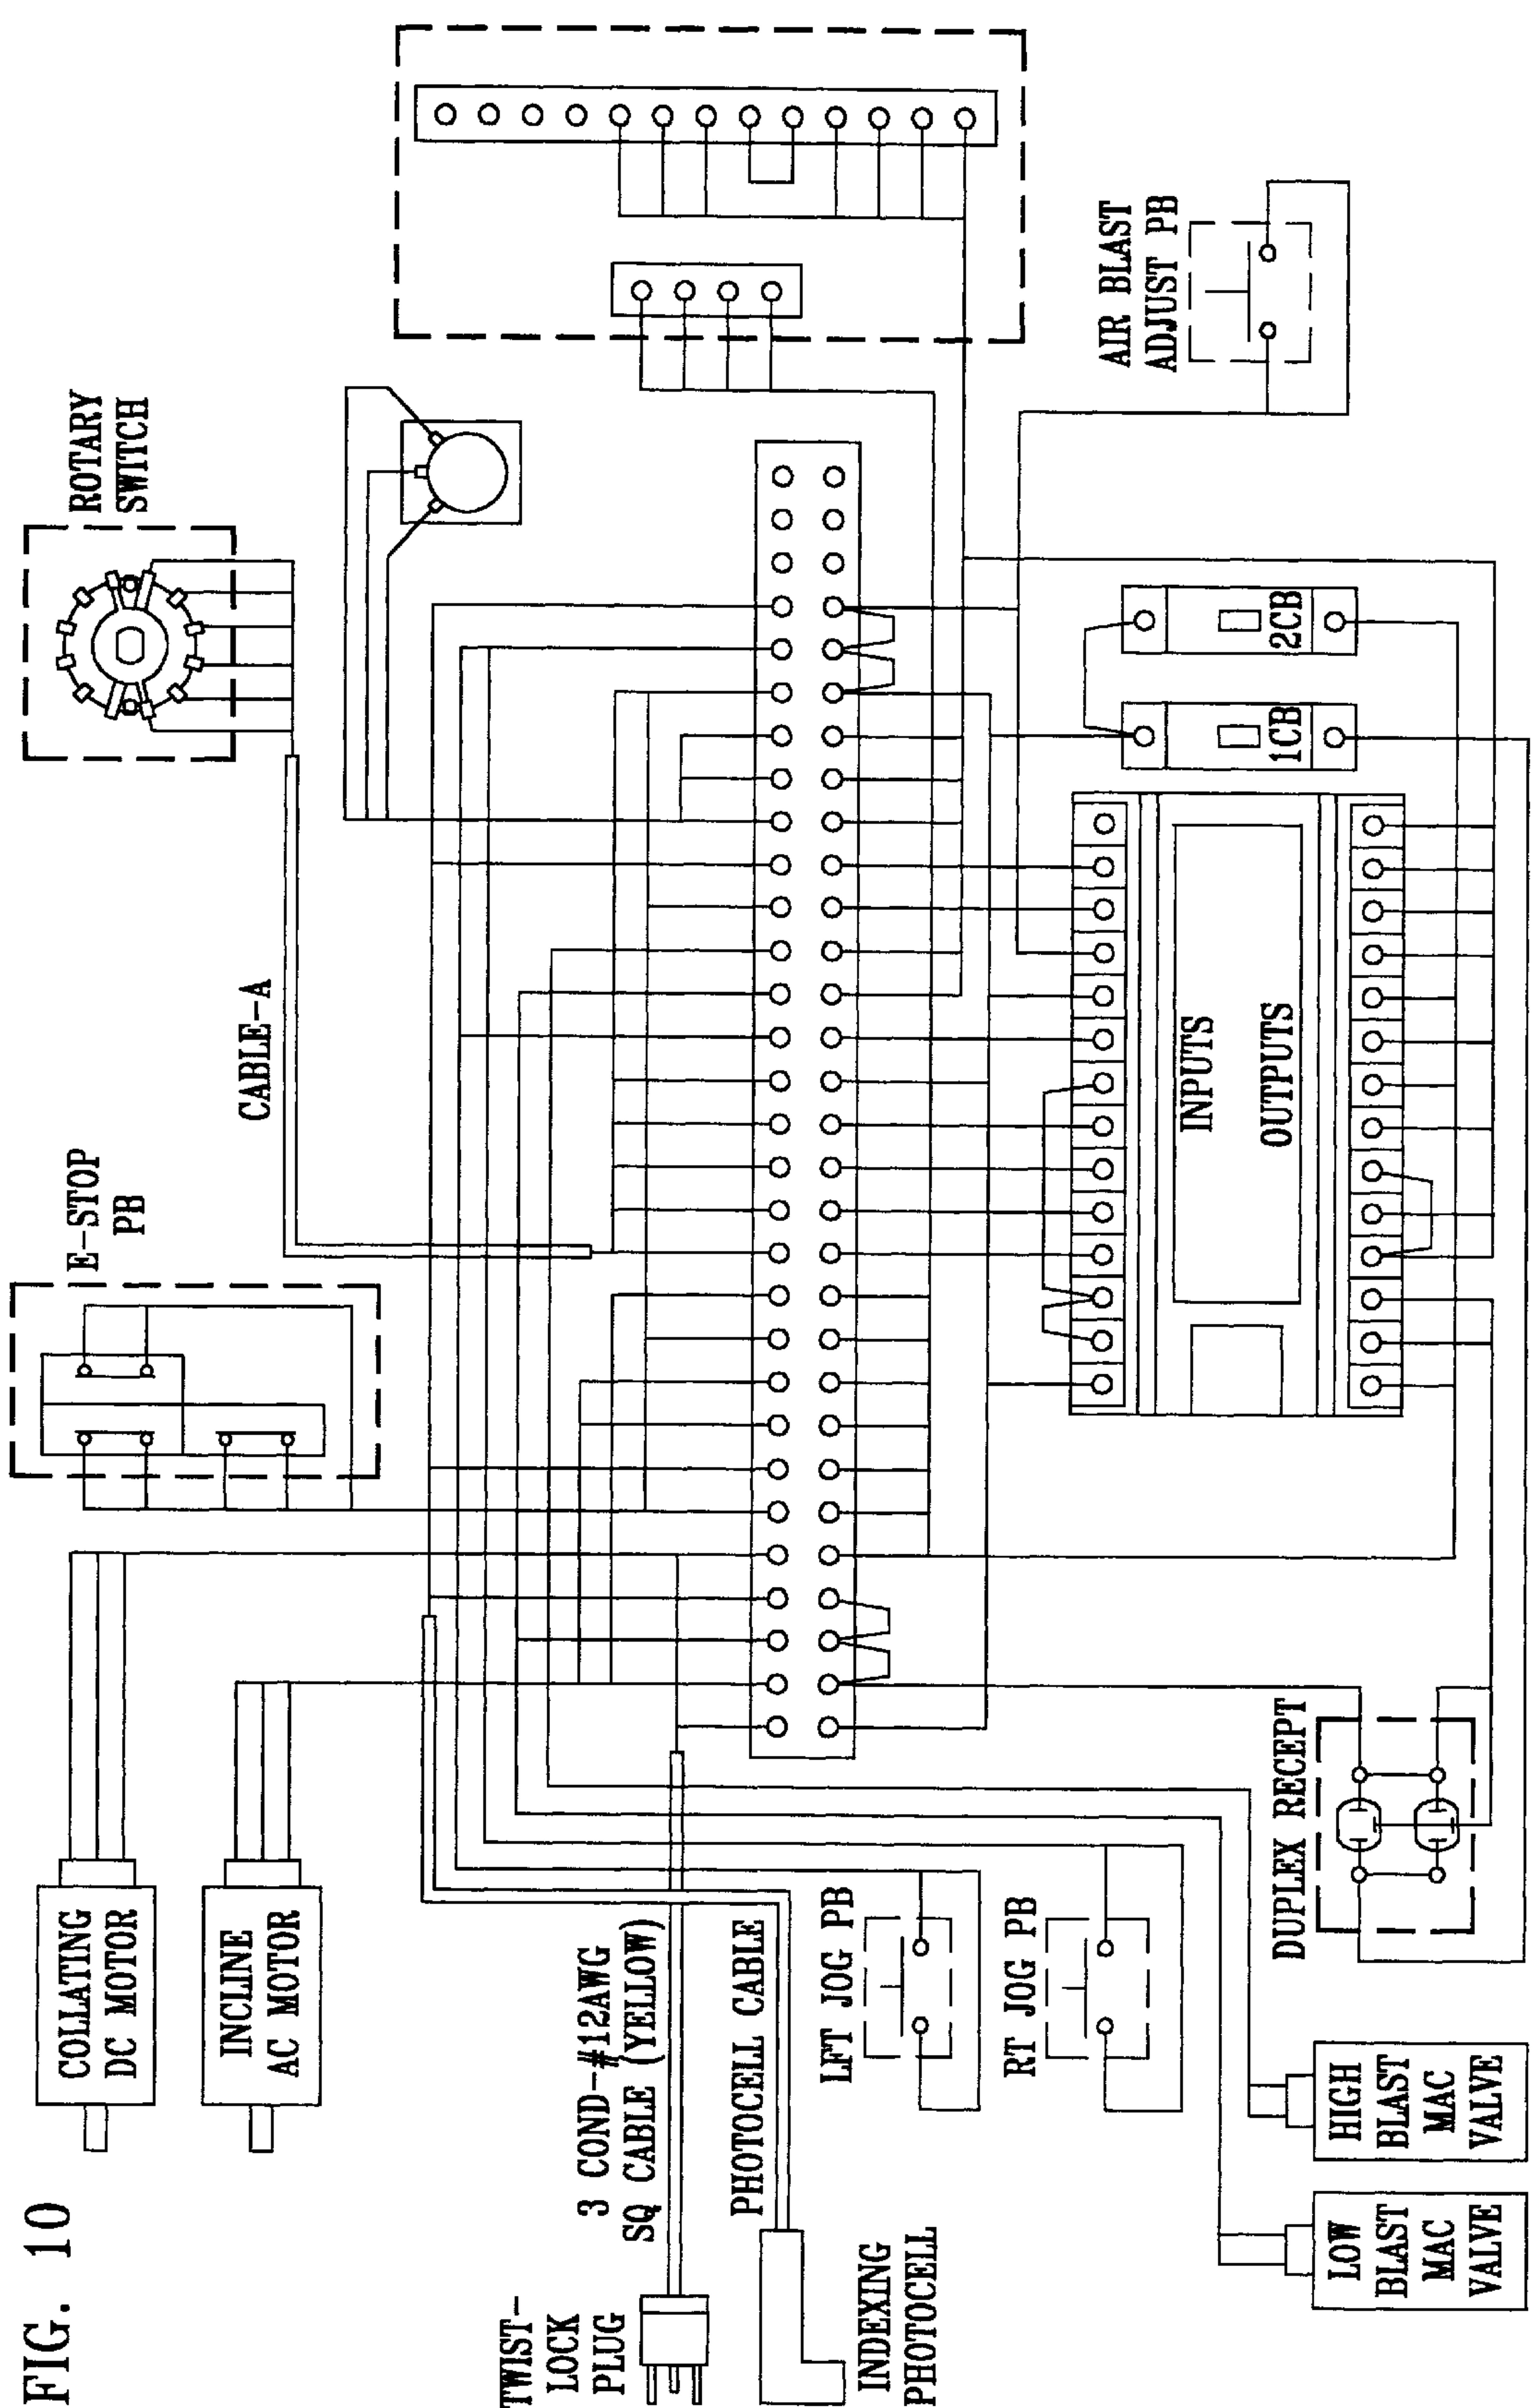 FIG. 10
COLLATING
DC MOTOR
INCLINE
AC MOTOR
E-STOP
PB
ROTARY
SWITCH
CABLE-A
TWIST-
LOCK
PLUG
3 COND-#12AWG
SQ CABLE (YELLOW)
PHOTOCELL CABLE
INDEXING
PHOTOCELL
LFT JOG PB
RT JOG PB
LOW
BLAST
MAC
VALVE
HIGH
BLAST
MAC
VALVE
DUPLEX RECEPT
INPUTS
OUTPUTS
1CB
2CB
AIR BLAST
ADJUST PB